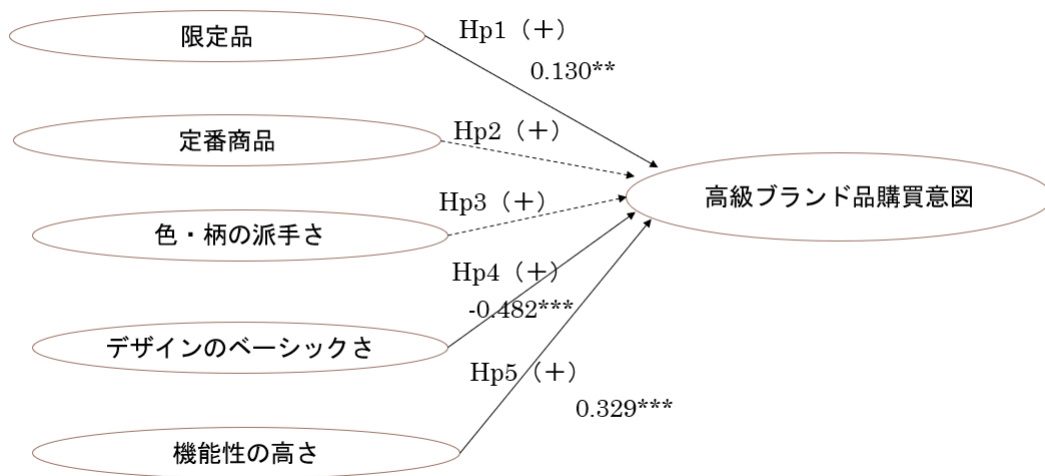 限定品
Hp1（＋）
0.130**
定番商品
Hp2（＋）
色・柄の派手さ
Hp3（＋）
高級ブランド品購買意図
デザインのベーシックさ
Hp4（＋）
-0.482***
機能性の高さ
Hp5（＋）
0.329***